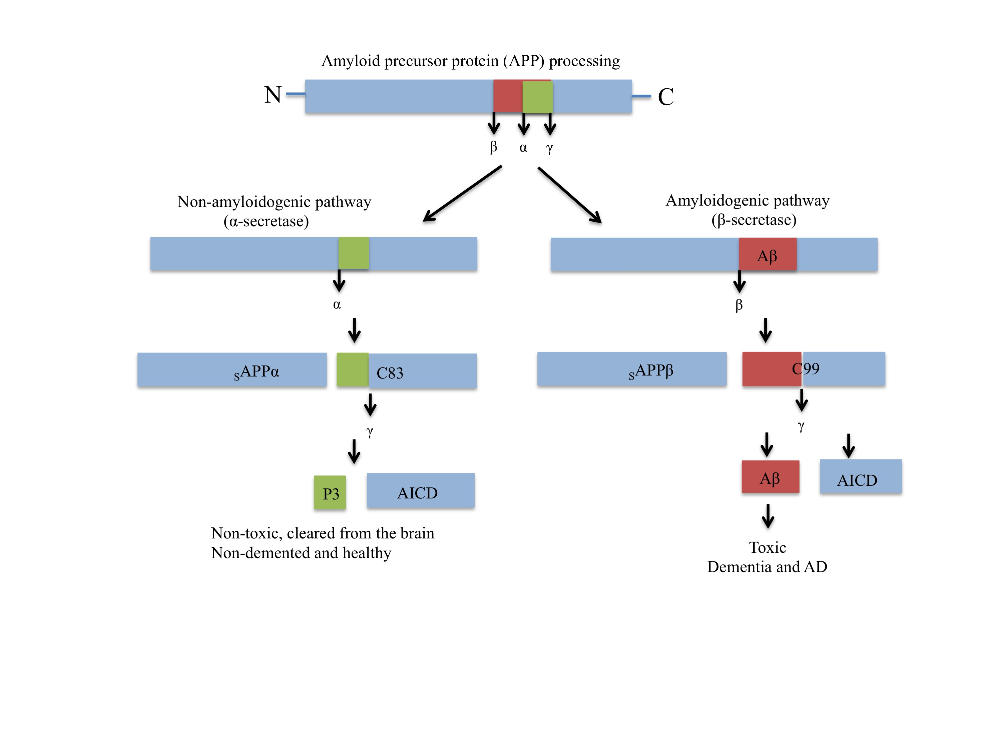 Amyloid precursor protein (APP) processing
N
C
β α γ
Non-amyloidogenic pathway
(α-secretase)
Amyloidogenic pathway
(β-secretase)
Aβ
α
β
sAPPα
C83
sAPPβ
C99
γ
γ
P3
AICD
Aβ
AICD
Non-toxic, cleared from the brain
Non-demented and healthy
Toxic
Dementia and AD